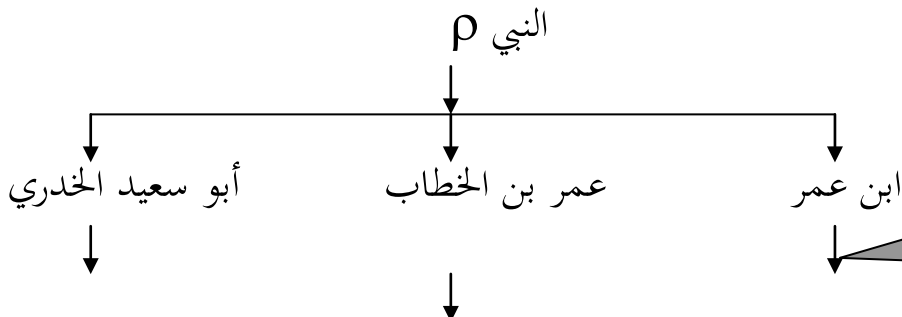 النبي ρ
ابن عمر عمر بن الخطاب أبو سعيد الخدري